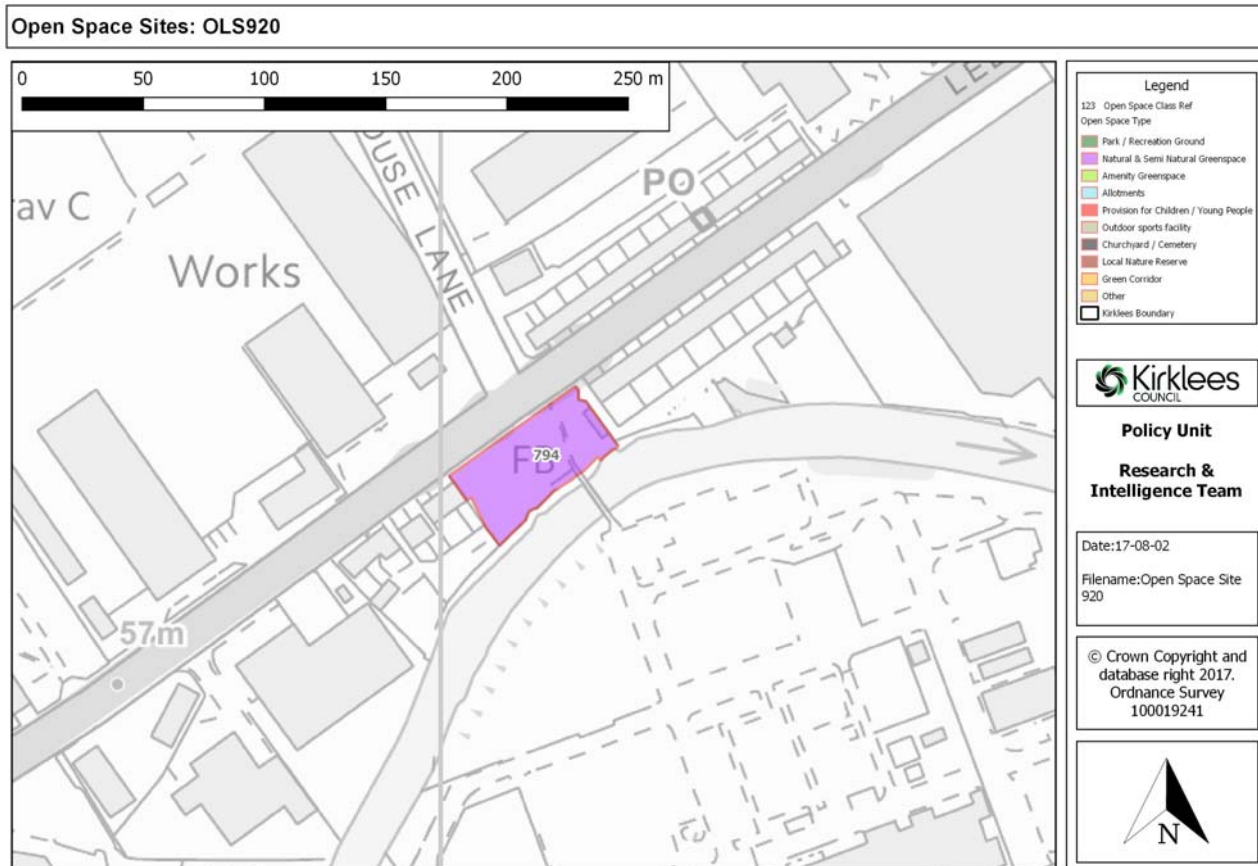 Open Space Sites: OLS920
0 50 100 150 200 250 m
rav C
Works
OUSE LANE
PO
LE
FB
794
57m
Legend
123 Open Space Class Ref
Open Space Type
Park / Recreation Ground
Natural & Semi Natural Greenspace
Amenity Greenspace
Allotments
Provision for Children / Young People
Outdoor sports facility
Churchyard / Cemetery
Local Nature Reserve
Green Corridor
Other
Kirklees Boundary
Kirklees
COUNCIL
Policy Unit
Research &
Intelligence Team
Date:17-08-02
Filename:Open Space Site
920
© Crown Copyright and
database right 2017.
Ordnance Survey
100019241
N